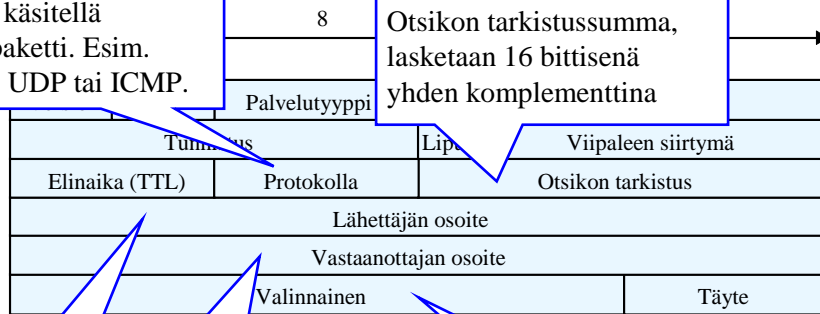 käsitellä
paketti. Esim.
UDP tai ICMP.
8
Otsikon tarkistussumma,
lasketaan 16 bittisenä
yhden komplementtina
Palvelutyyppi
Viipaleen siirtymä
Elinaika (TTL) Protokolla Otsikon tarkistus
Lähettäjän osoite
Vastaanottajan osoite
Valinnainen Täyte